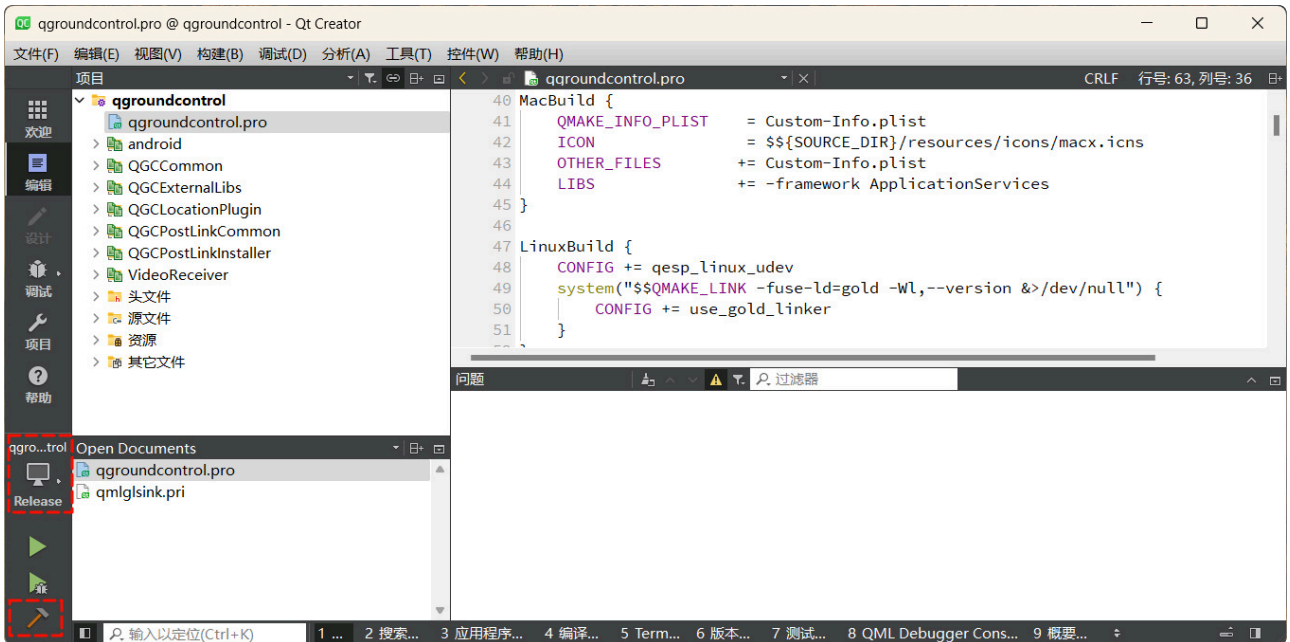 qgroundcontrol.pro @ qgroundcontrol - Qt Creator
文件(F) 编辑(E) 视图(V) 构建(B) 调试(D) 分析(A) 工具(T) 控件(W) 帮助(H)
项目
qgroundcontrol.pro
CRLF 行号: 63, 列号: 36
欢迎
编辑
设计
调试
项目
帮助
qgro...trol
Release
qgroundcontrol
qgroundcontrol.pro
android
QGCCommon
QGCExternalLibs
QGCLocationPlugin
QGCPostLinkCommon
QGCPostLinkInstaller
VideoReceiver
头文件
源文件
资源
其它文件
Open Documents
qgroundcontrol.pro
qmlglsink.pri
40 MacBuild {
41 QMAKE_INFO_PLIST = Custom-Info.plist
42 ICON = $${SOURCE_DIR}/resources/icons/macx.icns
43 OTHER_FILES += Custom-Info.plist
44 LIBS += -framework ApplicationServices
45 }
46
47 LinuxBuild {
48 CONFIG += qesp_linux_udev
49 system("$$QMAKE_LINK -fuse-ld=gold -Wl,--version &>/dev/null") {
50 CONFIG += use_gold_linker
51 }
问题
过滤器
输入以定位(Ctrl+K)
1 ... 2 搜索... 3 应用程序... 4 编译... 5 Term... 6 版本... 7 测试... 8 QML Debugger Cons... 9 概要...